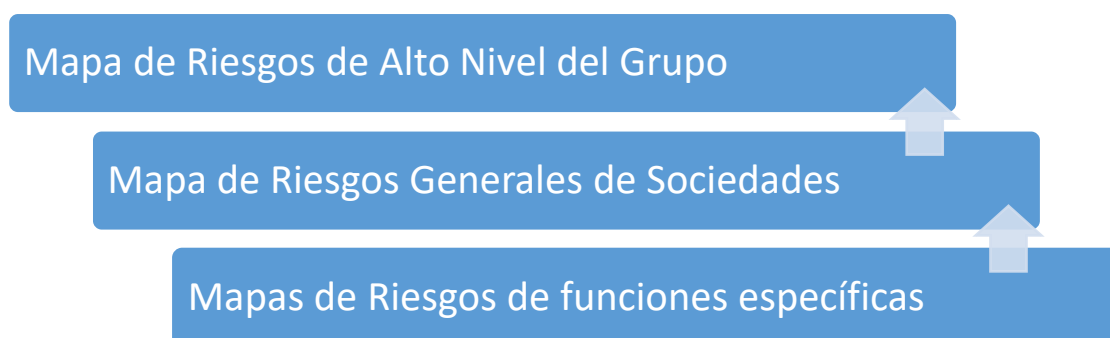 Mapa de Riesgos de Alto Nivel del Grupo
Mapa de Riesgos Generales de Sociedades
Mapas de Riesgos de funciones específicas